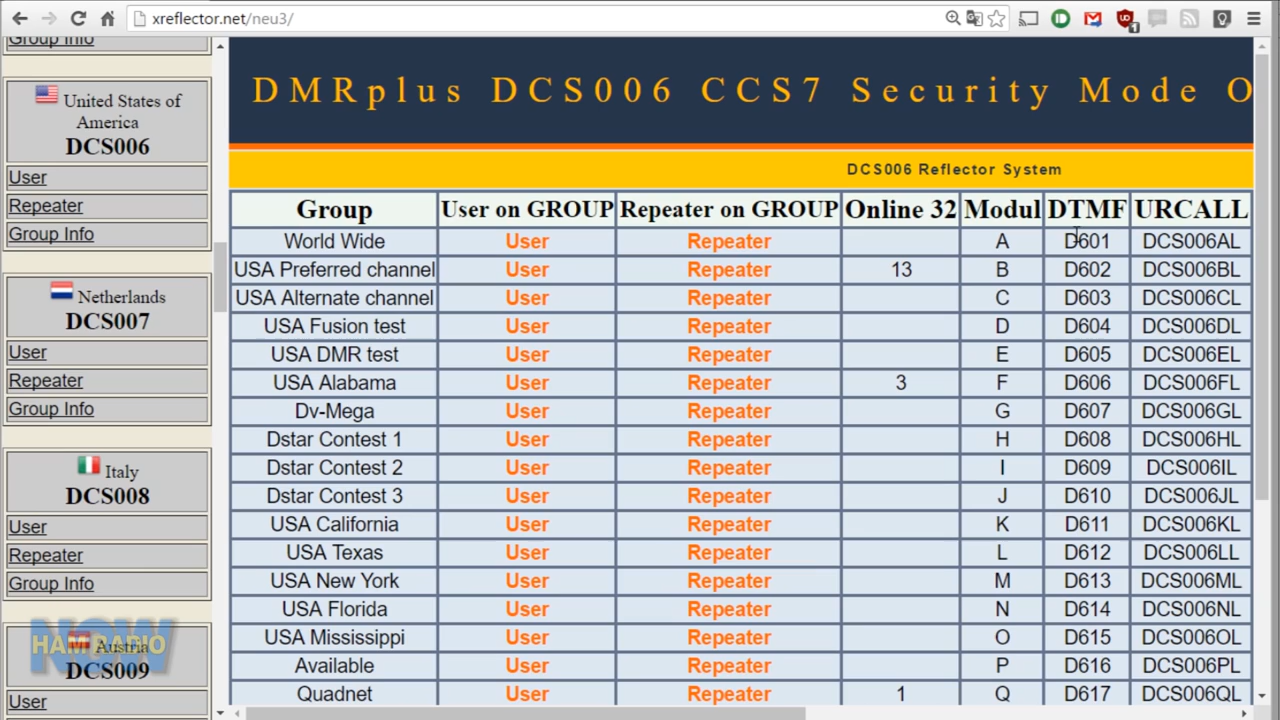 xreflector.net/neu3/
Group Info
United States of
America
DCS006
User
Repeater
Group Info
Netherlands
DCS007
User
Repeater
Group Info
Italy
DCS008
User
Repeater
Group Info
Austria
DCS009
User
NOW
HAM RADIO
DMRplus DCS006 CCS7 Security Mode O
DCS006 Reflector System
Group User on GROUP Repeater on GROUP Online 32 Modul DTMF URCALL
World Wide User Repeater A D601 DCS006AL
USA Preferred channel User Repeater 13 B D602 DCS006BL
USA Alternate channel User Repeater C D603 DCS006CL
USA Fusion test User Repeater D D604 DCS006DL
USA DMR test User Repeater E D605 DCS006EL
USA Alabama User Repeater 3 F D606 DCS006FL
Dv-Mega User Repeater G D607 DCS006GL
Dstar Contest 1 User Repeater H D608 DCS006HL
Dstar Contest 2 User Repeater I D609 DCS006IL
Dstar Contest 3 User Repeater J D610 DCS006JL
USA California User Repeater K D611 DCS006KL
USA Texas User Repeater L D612 DCS006LL
USA New York User Repeater M D613 DCS006ML
USA Florida User Repeater N D614 DCS006NL
USA Mississippi User Repeater O D615 DCS006OL
Available User Repeater P D616 DCS006PL
Quadnet User Repeater 1 Q D617 DCS006QL